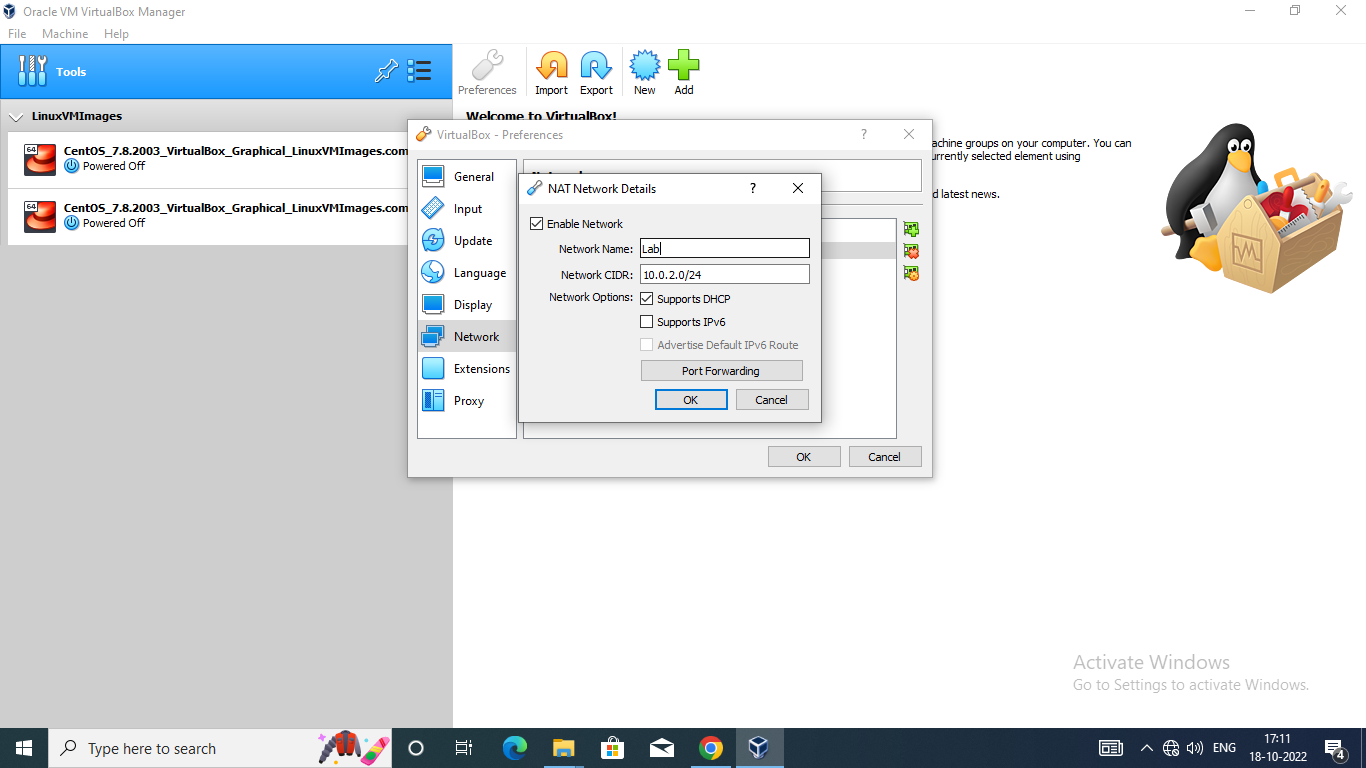 Oracle VM VirtualBox Manager
File Machine Help
Tools
Preferences Import Export New Add
LinuxVMImages
Welcome to VirtualBox!
64
CentOS_7.8.2003_VirtualBox_Graphical_LinuxVMImages.com
Powered Off
64
CentOS_7.8.2003_VirtualBox_Graphical_LinuxVMImages.com
Powered Off
machine groups on your computer. You can
currently selected element using
d latest news.
VirtualBox - Preferences ?
General
Input
Update
Language
Display
Network
Extensions
Proxy
NAT Network Details ?
Enable Network
Network Name: Lab
Network CIDR: 10.0.2.0/24
Network Options: Supports DHCP
Supports IPv6
Advertise Default IPv6 Route
Port Forwarding
OK Cancel
OK Cancel
Activate Windows
Go to Settings to activate Windows.
Type here to search
ENG
17:11
18-10-2022
4